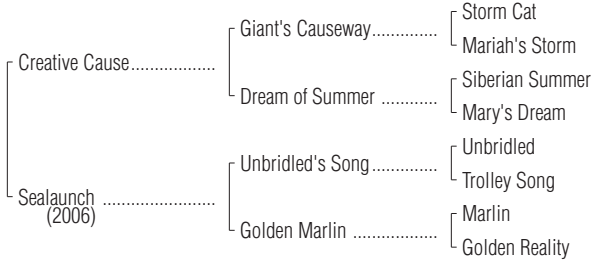 Storm Cat
Giant's Causeway..............
Mariah's Storm
Creative Cause..................
Siberian Summer
Dream of Summer ............
Mary's Dream
Unbridled
Unbridled's Song..............
Trolley Song
Sealaunch ........................
(2006)
Marlin
Golden Marlin ..................
Golden Reality